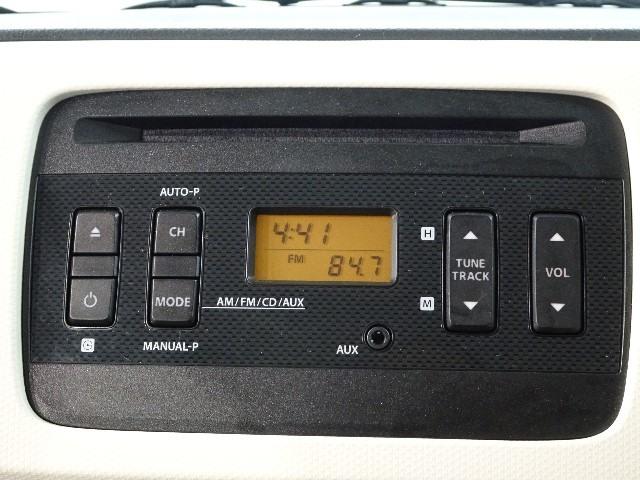 AUTO-P
CH
MODE
AM/FM/CD/AUX
MANUAL-P
4:41
FM
84.7
AUX
H
M
TUNE
TRACK
VOL